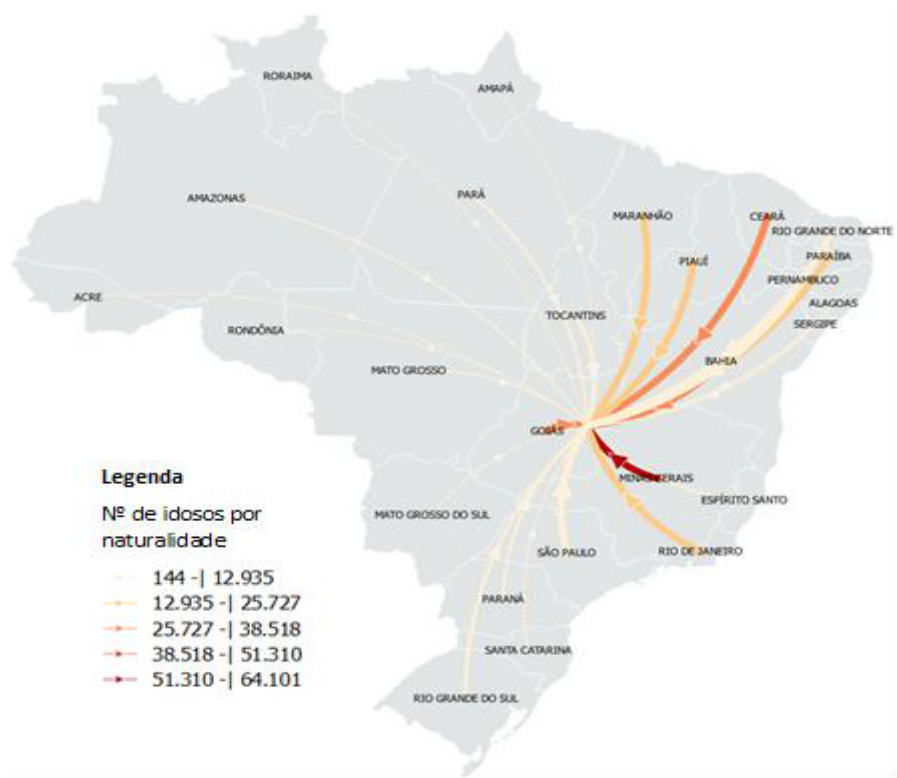 RORAIMA
AMAPÁ
AMAZONAS
PARÁ
MARANHÃO
CEARÁ
RIO GRANDE DO NORTE
PIAUÍ
PARAÍBA
PERNAMBUCO
ACRE
ALAGOAS
TOCANTINS
SERGIPE
RONDÔNIA
BAHIA
MATO GROSSO
GOIÁS
MINAS GERAIS
ESPÍRITO SANTO
MATO GROSSO DO SUL
SÃO PAULO
RIO DE JANEIRO
PARANÁ
SANTA CATARINA
RIO GRANDE DO SUL
Legenda
Nº de idosos por
naturalidade
144 -| 12.935
12.935 -| 25.727
25.727 -| 38.518
38.518 -| 51.310
51.310 -| 64.101